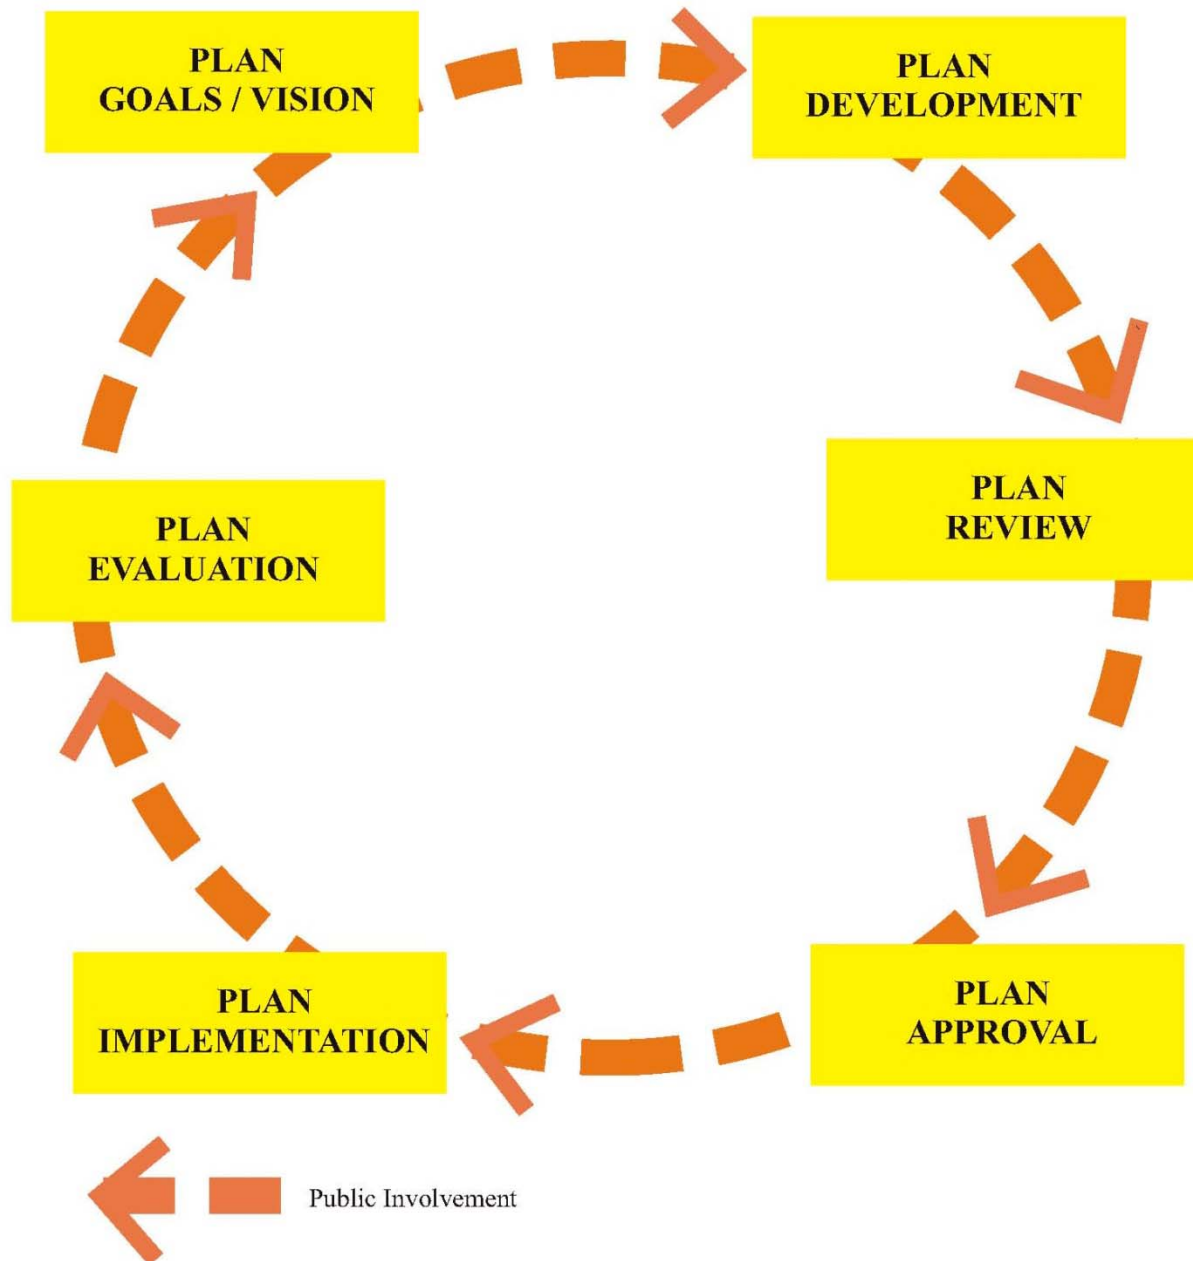 PLAN
GOALS / VISION
PLAN
DEVELOPMENT
PLAN
REVIEW
PLAN
APPROVAL
PLAN
IMPLEMENTATION
PLAN
EVALUATION
Public Involvement